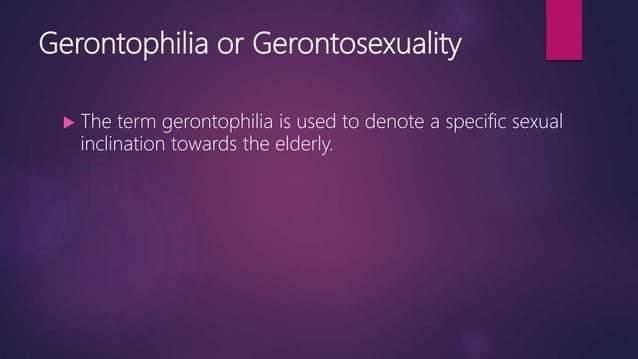 Gerontophilia or Gerontosexuality
The term gerontophilia is used to denote a specific sexual
inclination towards the elderly.